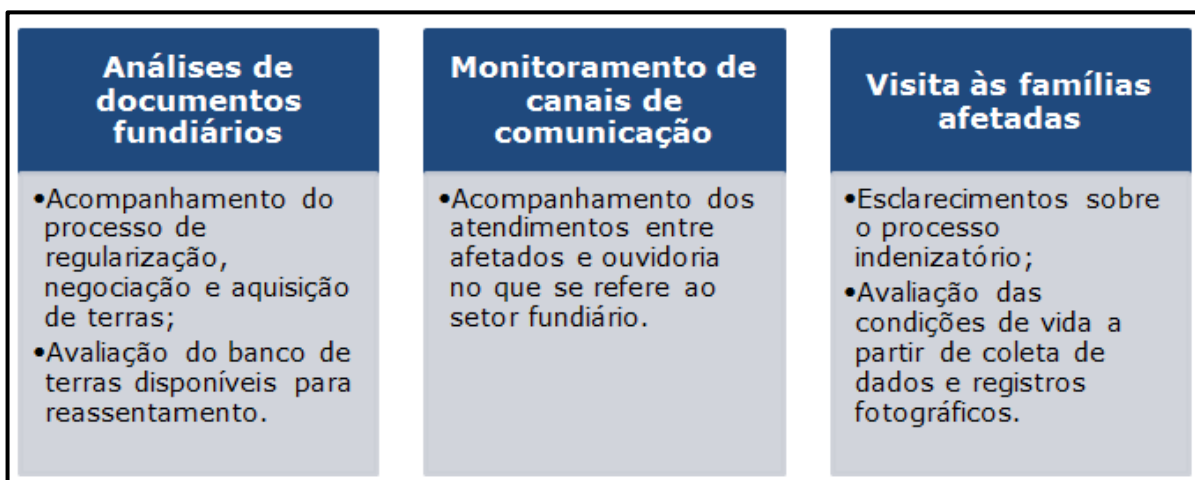 Análises de
documentos
fundiários
•Acompanhamento do
processo de
regularização,
negociação e aquisição
de terras;
•Avaliação do banco de
terras disponíveis para
reassentamento.
Monitoramento de
canais de
comunicação
•Acompanhamento dos
atendimentos entre
afetados e ouvidoria
no que se refere ao
setor fundiário.
Visita às famílias
afetadas
•Esclarecimentos sobre
o processo
indenizatório;
•Avaliação das
condições de vida a
partir de coleta de
dados e registros
fotográficos.